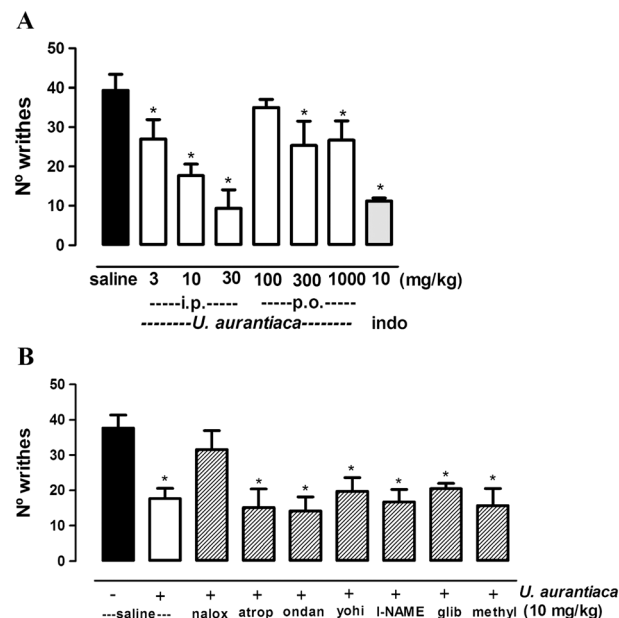 A
50
40
30
20
10
0
Nº writhes
* * * * * *
saline 3 10 30 100 300 1000 10 (mg/kg)
-----i.p.----- -----p.o.-----
--------U. aurantiaca-------- indo
B
50
40
30
20
10
0
Nº writhes
* * * * * * *
- + + + + + + + + U. aurantiaca
---saline--- nalox atrop ondan yohi l-NAME glib methyl (10 mg/kg)